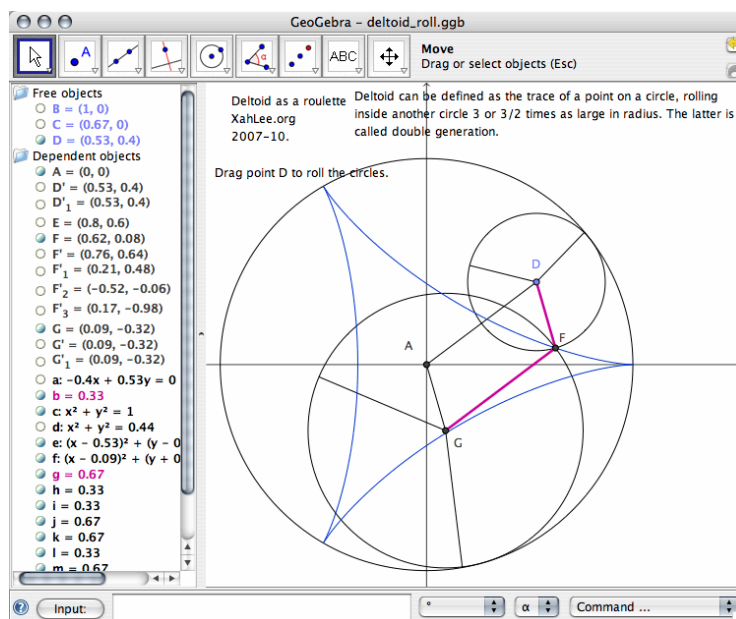 GeoGebra - deltoid_roll.ggb
A
α
ABC
Move
Drag or select objects (Esc)
Free objects
B = (1, 0)
C = (0.67, 0)
D = (0.53, 0.4)
Dependent objects
A = (0, 0)
D' = (0.53, 0.4)
D'₁ = (0.53, 0.4)
E = (0.8, 0.6)
F = (0.62, 0.08)
F' = (0.76, 0.64)
F'₁ = (0.21, 0.48)
F'₂ = (-0.52, -0.06)
F'₃ = (0.17, -0.98)
G = (0.09, -0.32)
G' = (0.09, -0.32)
G'₁ = (0.09, -0.32)
a: -0.4x + 0.53y = 0
b = 0.33
c: x² + y² = 1
d: x² + y² = 0.44
e: (x - 0.53)² + (y - 0
f: (x - 0.09)² + (y + 0
g = 0.67
h = 0.33
i = 0.33
j = 0.67
k = 0.67
l = 0.33
m = 0.67
Deltoid as a roulette
XahLee.org
2007-10.
Deltoid can be defined as the trace of a point on a circle, rolling
inside another circle 3 or 3/2 times as large in radius. The latter is
called double generation.
Drag point D to roll the circles.
D
F
A
G
Input:
°
α
Command ...